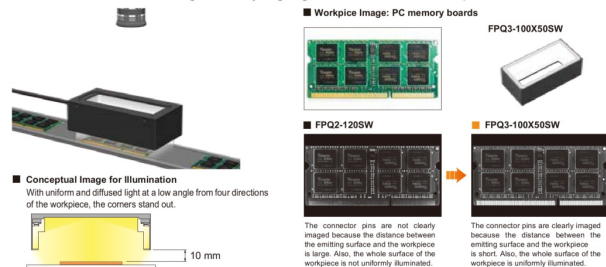 ■ Workpice Image: PC memory boards
FPQ3-100X50SW
■ FPQ2-120SW
■ FPQ3-100X50SW
■ Conceptual Image for Illumination
With uniform and diffused light at a low angle from four directions
of the workpiece, the corners stand out.
10 mm
The connector pins are not clearly
imaged because the distance between
the emitting surface and the workpiece
is large. Also, the whole surface of the
workpiece is not uniformly illuminated.
The connector pins are clearly imaged
because the distance between the
emitting surface and the workpiece
is short. Also, the whole surface of the
workpiece is uniformly illuminated.